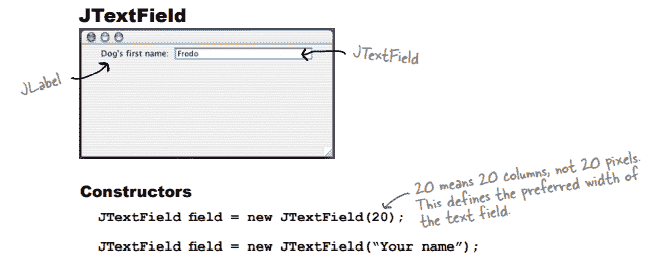 JTextField
Dog's first name: Frodo
JLabel
JTextField
Constructors
20 means 20 columns, not 20 pixels.
This defines the preferred width of
the text field.
JTextField field = new JTextField(20);
JTextField field = new JTextField(“Your name”);